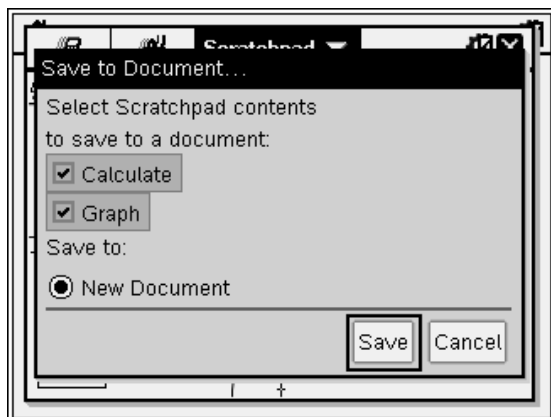 Scratchpad
Save to Document...
Select Scratchpad contents
to save to a document:
Calculate
Graph
Save to:
New Document
Save Cancel